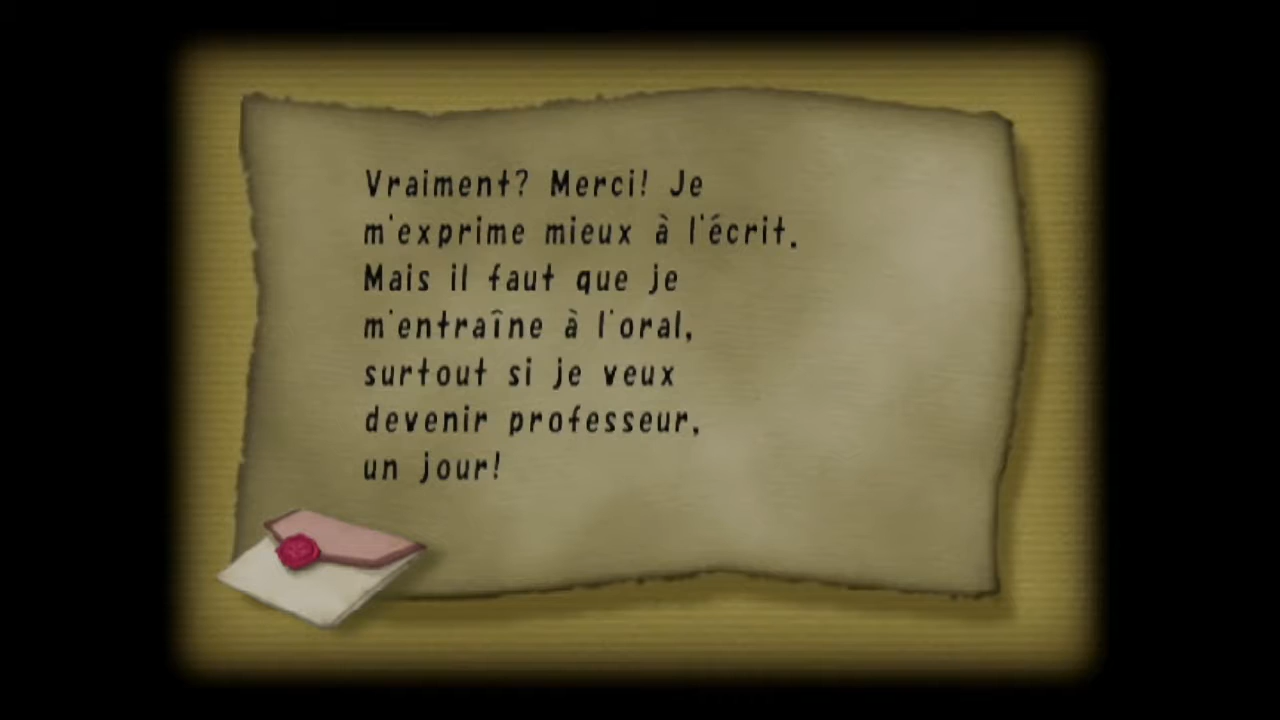 Vraiment? Merci! Je
m'exprime mieux à l'écrit.
Mais il faut que je
m'entraîne à l'oral,
surtout si je veux
devenir professeur,
un jour!